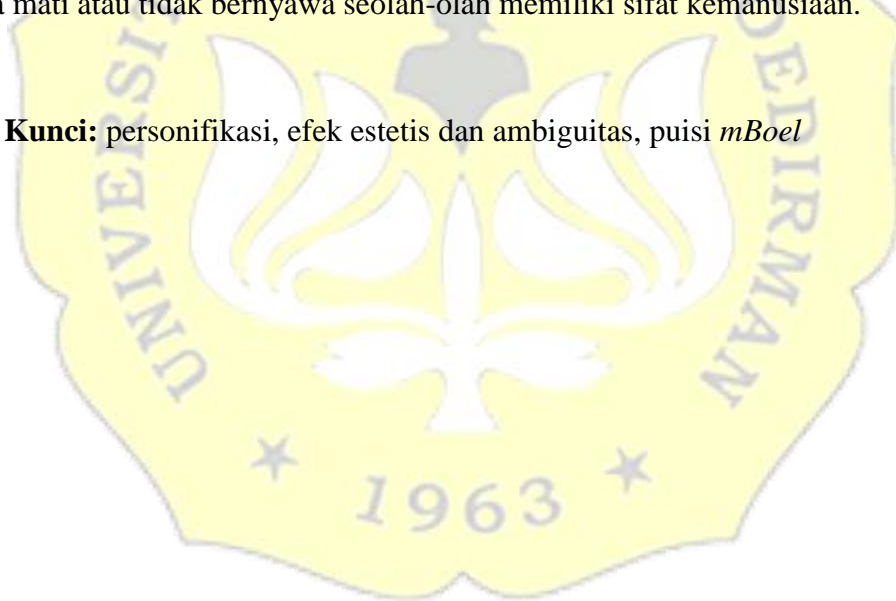 mati atau tidak bernyawa seolah-olah memiliki sifat kemanusiaan.
Kunci: personifikasi, efek estetis dan ambiguitas, puisi mBoel
1963